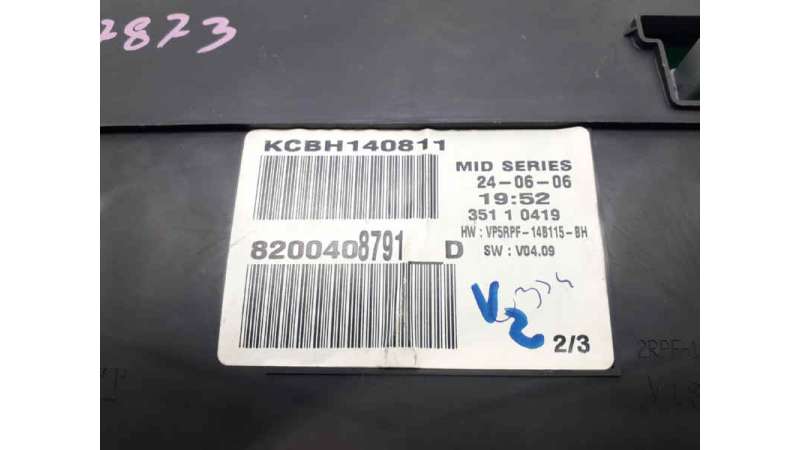 7873
KCBH140811
MID SERIES
24-06-06
19:52
351 1 0419
HW : VP5RPF-14B115-BH
SW : V04.09
8200408791 D
V2
2/3